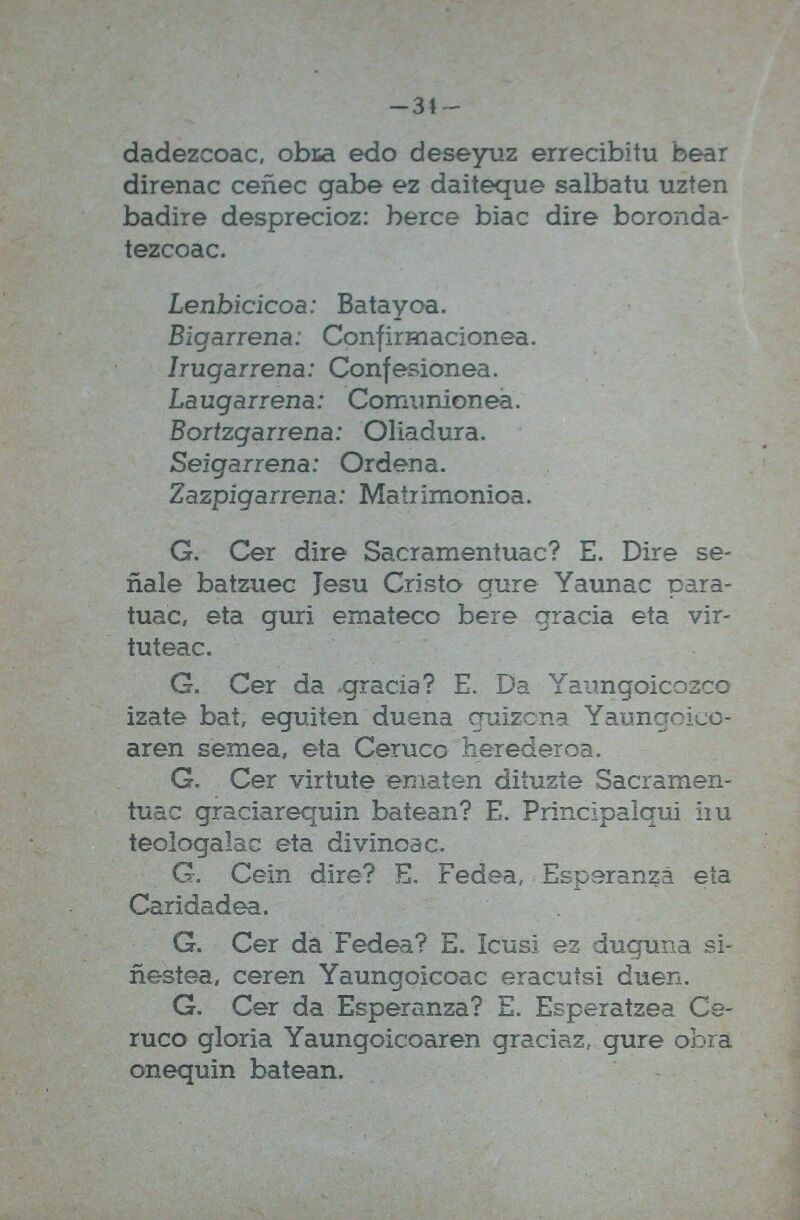 —31—
dadezcoac, obra edo deseyuz errecibitu bear
direnac ceñec gabe ez daiteque salbatu uzten
badire desprecioz: berce biac dire boronda-
tezcoac.
Lenbicicoa: Batayoa.
Bigarrena: Confirmacionea.
Irugarrena: Confesionea.
Laugarrena: Comunionea.
Bortzgarrena: Oliadura.
Seigarrena: Ordena.
Zazpigarrena: Matrimonioa.
G. Cer dire Sacramentuac? E. Dire se-
ñale batzuec Jesu Cristo gure Yaunac para-
tuac, eta guri emateco bere gracia eta vir-
tuteac.
G. Cer da gracia? E. Da Yaungoicozco
izate bat, eguiten duena guizona Yaungoico-
aren semea, eta Ceruco herederoa.
G. Cer virtute ematen dituzte Sacramen-
tuac graciarequin batean? E. Principalqui iru
teologalac eta divinoac.
G. Cein dire? E. Fedea, Esperanza eta
Caridadea.
G. Cer da Fedea? E. Icusi ez duguna si-
ñestea, ceren Yaungoicoac eracutsi duen.
G. Cer da Esperanza? E. Esperatzea Ce-
ruco gloria Yaungoicoaren graciaz, gure obra
onequin batean.